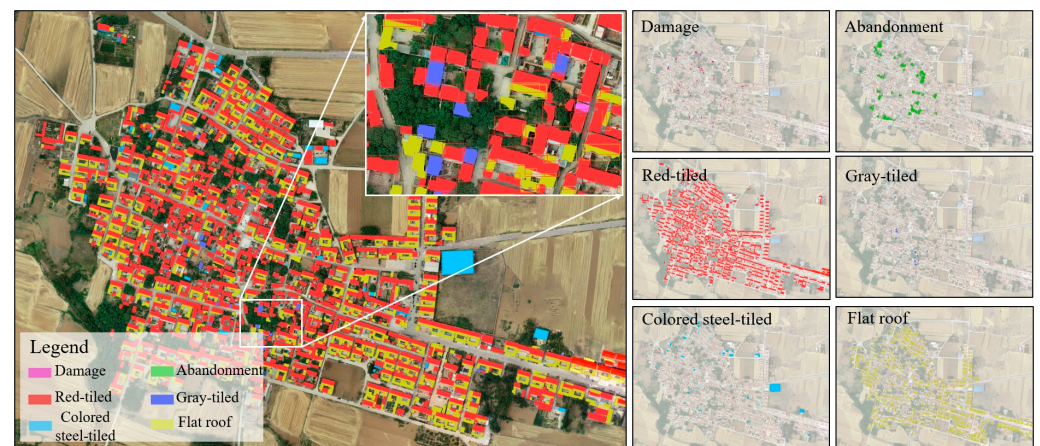 Damage
Abandonment
Red-tiled
Gray-tiled
Colored steel-tiled
Flat roof
Legend
Damage
Abandonment
Red-tiled
Gray-tiled
Colored
steel-tiled
Flat roof